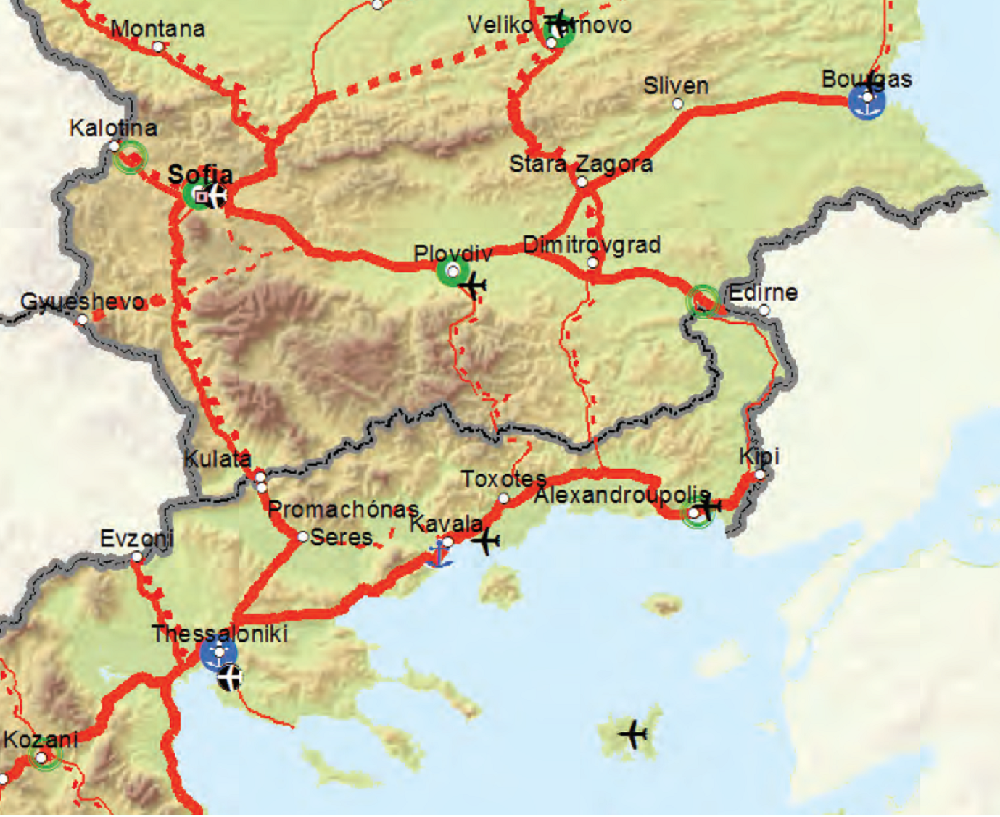 Veliko Tarnovo
Montana
Bourgas
Sliven
Kalotina
Stara Zagora
Sofia
Dimitrovgrad
Plovdiv
Edirne
Gyueshevo
Kulata
Kipi
Toxotes
Alexandroupolis
Promachónas
Kavala
Evzoni
Seres
Thessaloniki
Kozani